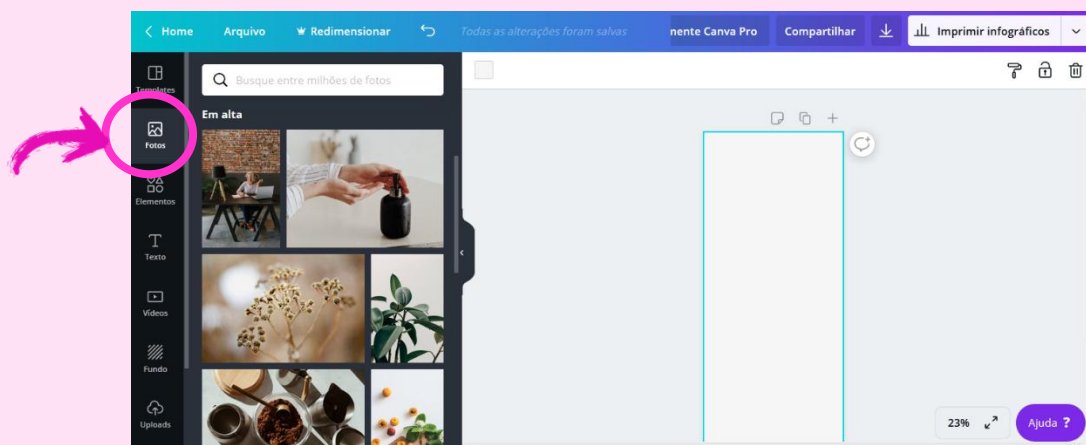 Home Arquivo Redimensionar Todas as alterações foram salvas nente Canva Pro Compartilhar Imprimir infográficos
Templates
Busque entre milhões de fotos
Em alta
Fotos
Elementos
Texto
Vídeos
Fundo
Uploads
23% Ajuda ?